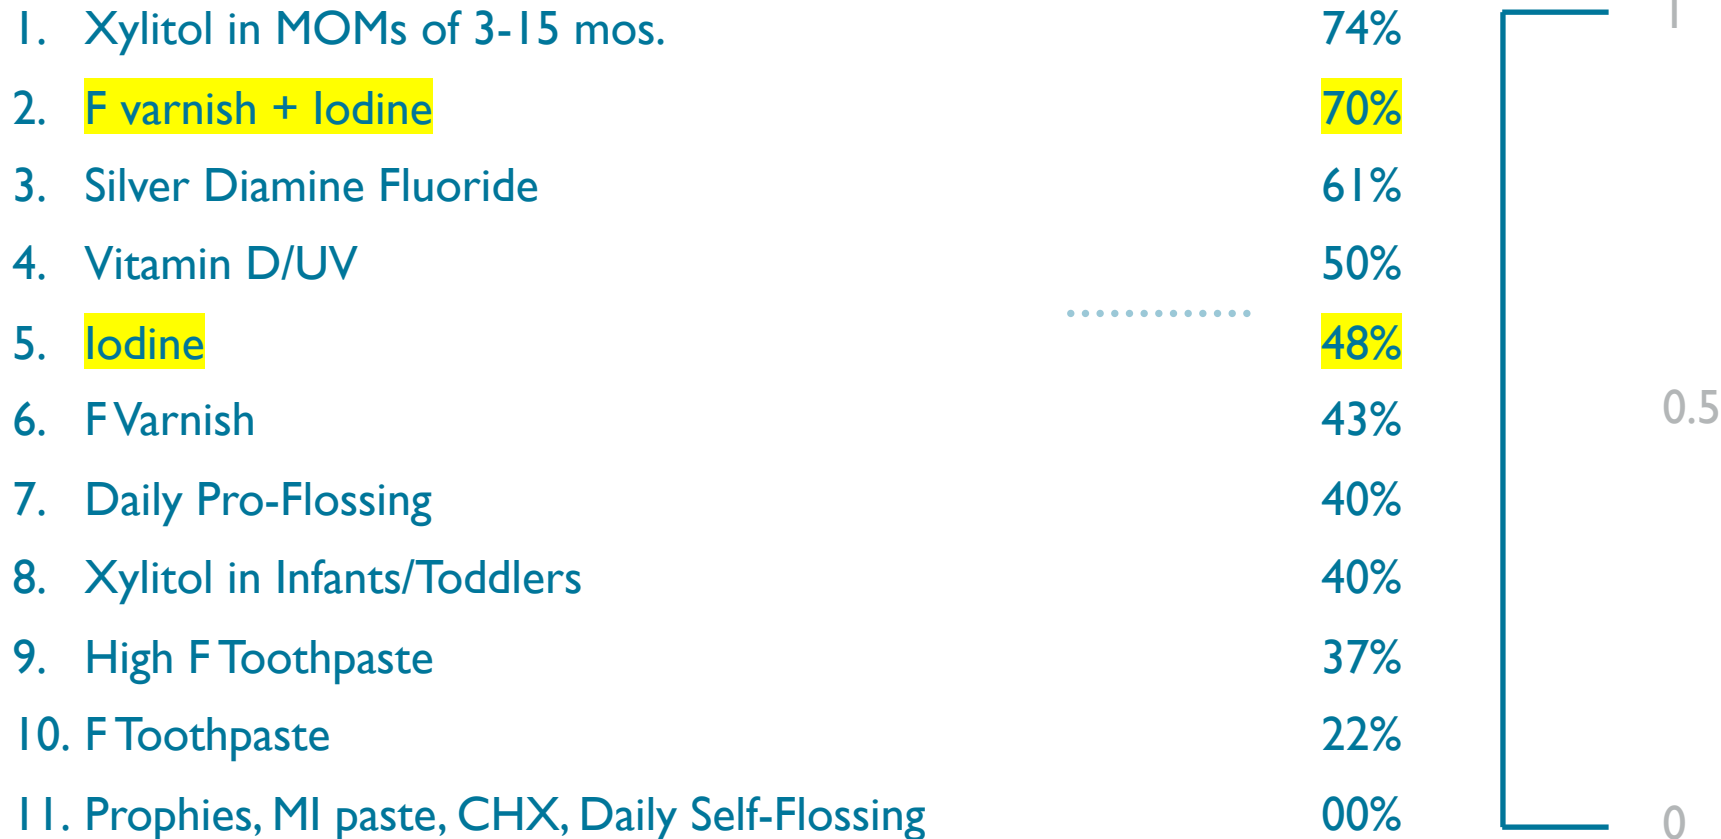 1. Xylitol in MOMs of 3-15 mos. 74%
2. F varnish + Iodine 70%
3. Silver Diamine Fluoride 61%
4. Vitamin D/UV 50%
5. Iodine 48%
6. F Varnish 43%
7. Daily Pro-Flossing 40%
8. Xylitol in Infants/Toddlers 40%
9. High F Toothpaste 37%
10. F Toothpaste 22%
11. Prophies, MI paste, CHX, Daily Self-Flossing 00%
1
0.5
0